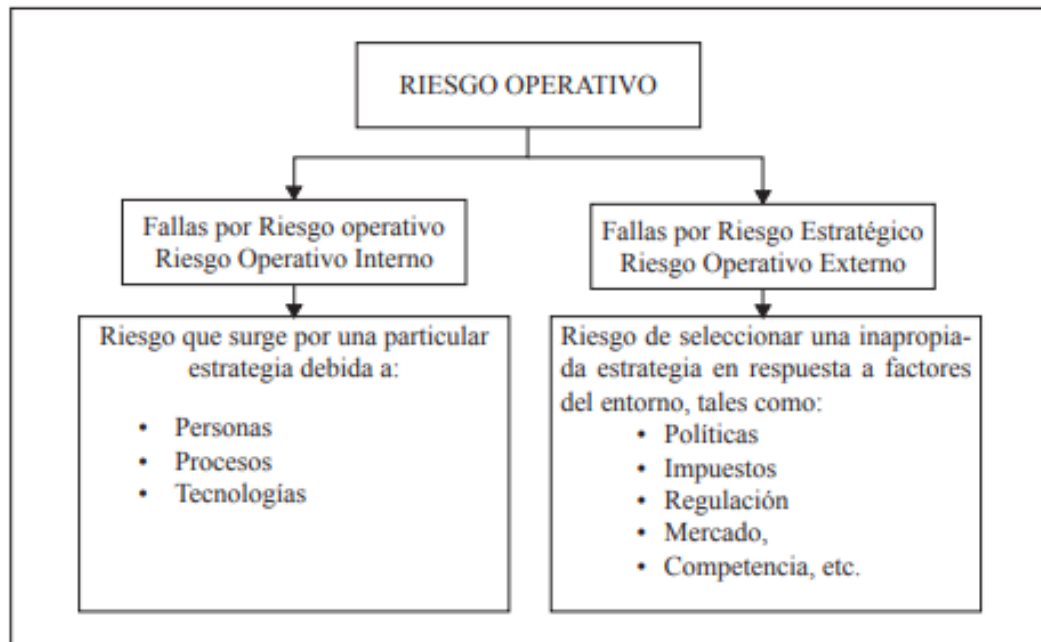 RIESGO OPERATIVO
Fallas por Riesgo operativo
Riesgo Operativo Interno
Riesgo que surge por una particular
estrategia debida a:
• Personas
• Procesos
• Tecnologías
Fallas por Riesgo Estratégico
Riesgo Operativo Externo
Riesgo de seleccionar una inapropia-
da estrategia en respuesta a factores
del entorno, tales como:
• Políticas
• Impuestos
• Regulación
• Mercado,
• Competencia, etc.